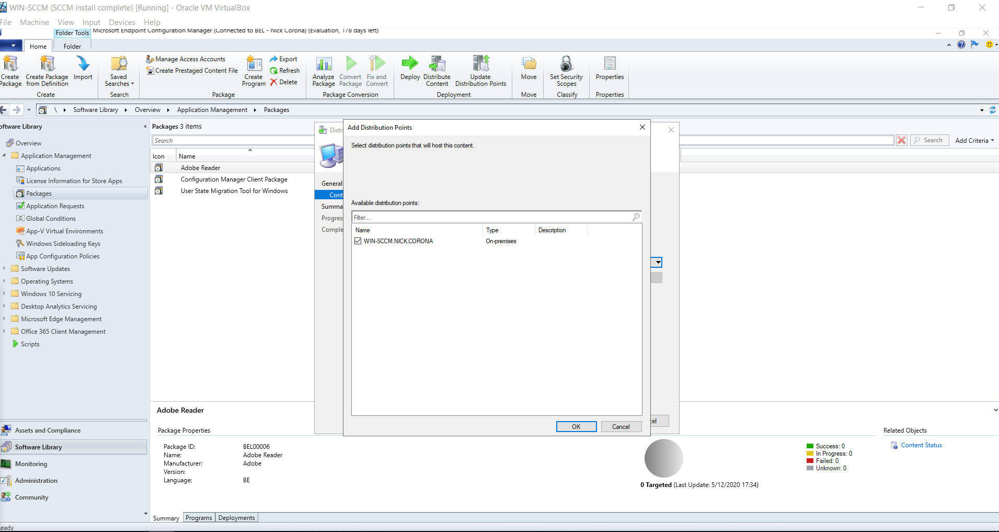 WIN-SCCM (SCCM install complete) [Running] - Oracle VM VirtualBox
File Machine View Input Devices Help
Folder Tools Microsoft Endpoint Configuration Manager (Connected to BEL - Nick Corona) (Evaluation, 178 days left)
Home Folder
Create Package
Create Package from Definition
Import
Create
Saved Searches
Search
Manage Access Accounts
Create Prestaged Content File
Create Program
Export
Refresh
Delete
Package
Analyze Package
Convert Package
Fix and Convert
Package Conversion
Deploy
Distribute Content
Update Distribution Points
Deployment
Move
Move
Set Security Scopes
Classify
Properties
Properties
\ Software Library Overview Application Management Packages
oftware Library
Overview
Application Management
Applications
License Information for Store Apps
Packages
Application Requests
Global Conditions
App-V Virtual Environments
Windows Sideloading Keys
App Configuration Policies
Software Updates
Operating Systems
Windows 10 Servicing
Desktop Analytics Servicing
Microsoft Edge Management
Office 365 Client Management
Scripts
Assets and Compliance
Software Library
Monitoring
Administration
Community
eady
Packages 3 items
Search
Search
Add Criteria
Icon Name
Adobe Reader
Configuration Manager Client Package
User State Migration Tool for Windows
Distr
General
Cont
Summa
Progres
Comple
cel
Add Distribution Points
Select distribution points that will host this content.
Available distribution points:
Filter...
Name Type Description
WIN-SCCM.NICK.CORONA On-premises
OK Cancel
Adobe Reader
Package Properties
Package ID: BEL00006
Name: Adobe Reader
Manufacturer: Adobe
Version:
Language: BE
0 Targeted (Last Update: 5/12/2020 17:34)
Success: 0
In Progress: 0
Failed: 0
Unknown: 0
Related Objects
Content Status
Summary Programs Deployments